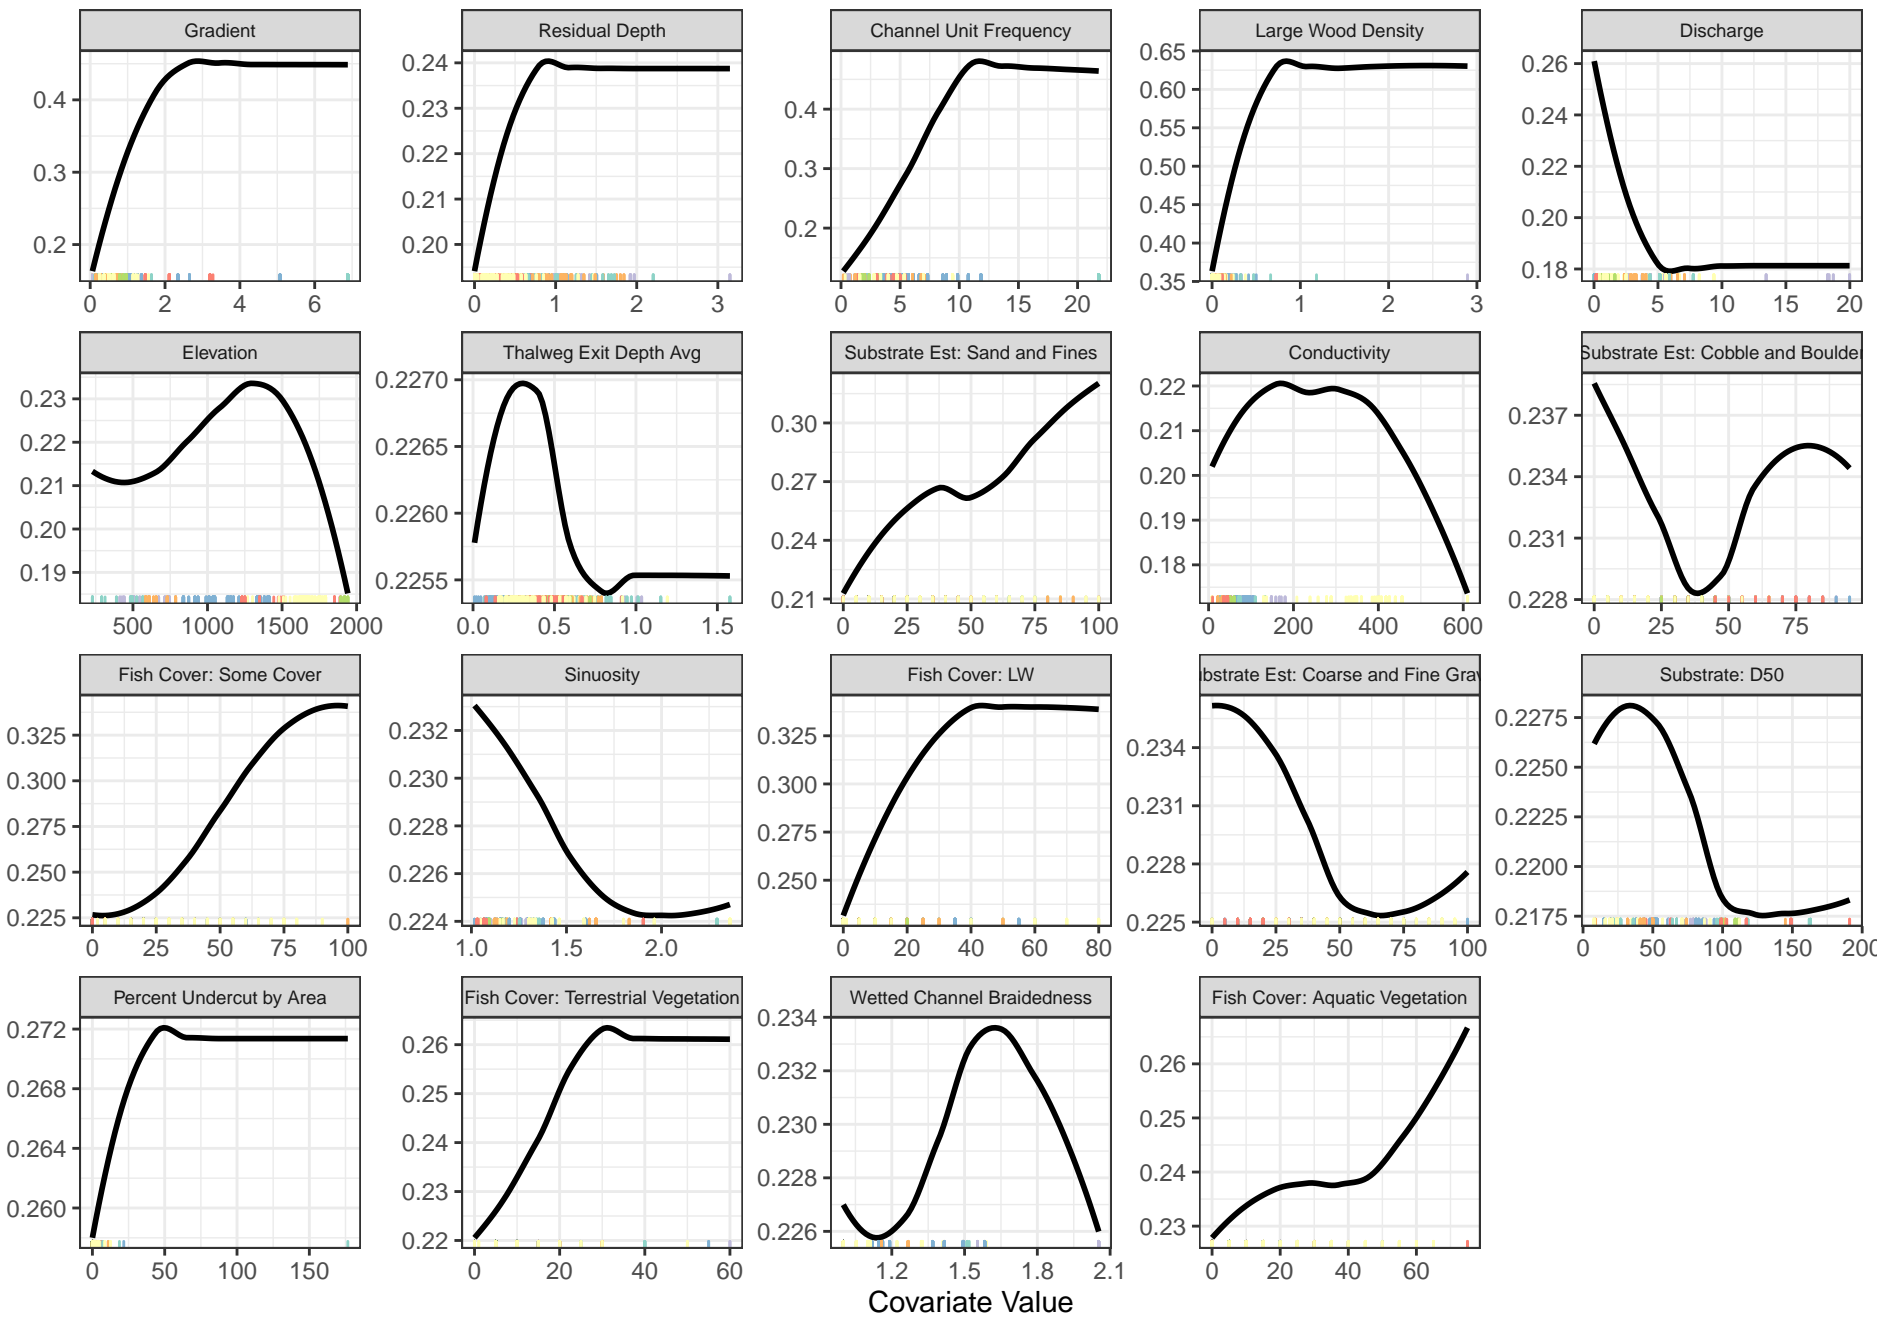 Gradient
Residual Depth
Channel Unit Frequency
Large Wood Density
Discharge
0.4
0.3
0.2
0 2 4 6
0.24
0.23
0.22
0.21
0.20
0 1 2 3
0.4
0.3
0.2
0 5 10 15 20
0.65
0.60
0.55
0.50
0.45
0.40
0.35
0 1 2 3
0.26
0.24
0.22
0.20
0.18
0 5 10 15 20
Elevation
Thalweg Exit Depth Avg
Substrate Est: Sand and Fines
Conductivity
Substrate Est: Cobble and Boulder
0.23
0.22
0.21
0.20
0.19
500 1000 1500 2000
0.2270
0.2265
0.2260
0.2255
0.0 0.5 1.0 1.5
0.30
0.27
0.24
0.21
0 25 50 75 100
0.22
0.21
0.20
0.19
0.18
0 200 400 600
0.237
0.234
0.231
0.228
0 25 50 75
Fish Cover: Some Cover
Sinuosity
Fish Cover: LW
ubstrate Est: Coarse and Fine Grav
Substrate: D50
0.325
0.300
0.275
0.250
0.225
0 25 50 75 100
0.232
0.230
0.228
0.226
0.224
1.0 1.5 2.0
0.325
0.300
0.275
0.250
0 20 40 60 80
0.234
0.231
0.228
0.225
0 25 50 75 100
0.2275
0.2250
0.2225
0.2200
0.2175
0 50 100 150 200
Percent Undercut by Area
Fish Cover: Terrestrial Vegetation
Wetted Channel Braidedness
Fish Cover: Aquatic Vegetation
0.272
0.268
0.264
0.260
0 50 100 150
0.26
0.25
0.24
0.23
0.22
0 20 40 60
0.234
0.232
0.230
0.228
0.226
1.2 1.5 1.8 2.1
0.26
0.25
0.24
0.23
0 20 40 60
Covariate Value